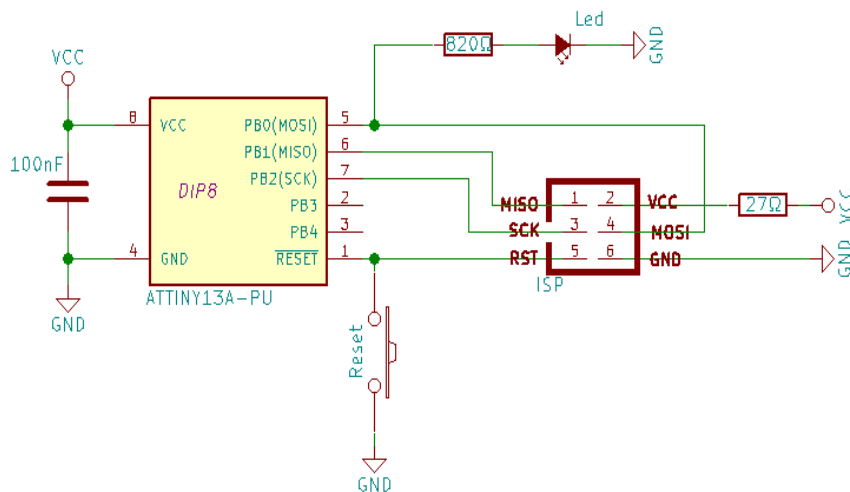 820Ω
Led
GND
VCC
8
VCC
PB0(MOSI)
5
PB1(MISO)
6
100nF
DIP8
PB2(SCK)
7
PB3
2
PB4
3
4
GND
RESET
1
ATTINY13A-PU
GND
MISO
1
2
VCC
27Ω
VCC
SCK
3
4
MOSI
RST
5
6
GND
GND
ISP
Reset
GND